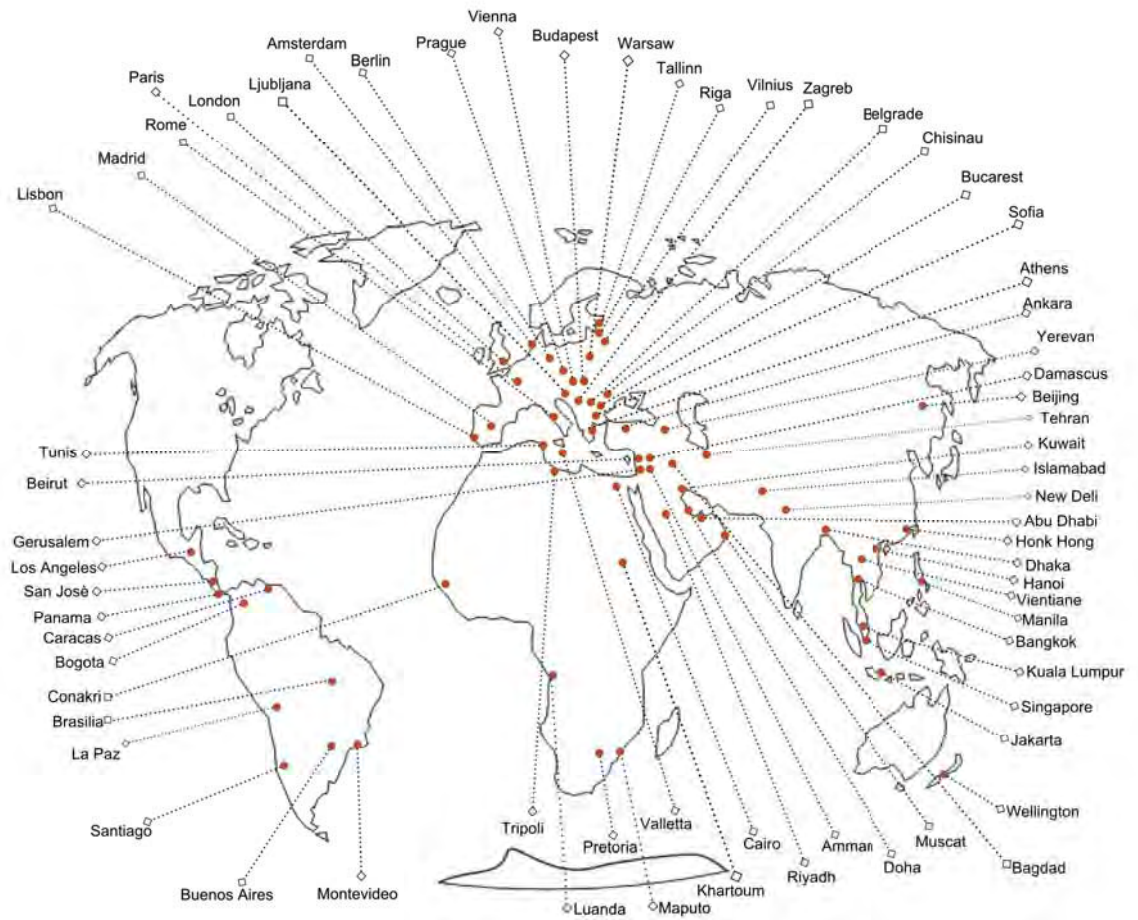 Vienna
Amsterdam
Prague
Budapest
Berlin
Warsaw
Paris
Ljubljana
Tallinn
London
Riga
Vilnius
Zagreb
Rome
Belgrade
Madrid
Chisinau
Lisbon
Bucarest
Sofia
Athens
Ankara
Yerevan
Damascus
Beijing
Tehran
Tunis
Kuwait
Beirut
Islamabad
New Deli
Abu Dhabi
Gerusalem
Honk Hong
Los Angeles
Dhaka
Hanoi
San Josè
Vientiane
Panama
Manila
Caracas
Bangkok
Bogota
Kuala Lumpur
Conakri
Singapore
Brasilia
Jakarta
La Paz
Wellington
Santiago
Tripoli
Valletta
Pretoria
Cairo
Amman
Muscat
Doha
Bagdad
Riyadh
Buenos Aires
Montevideo
Khartoum
Luanda
Maputo